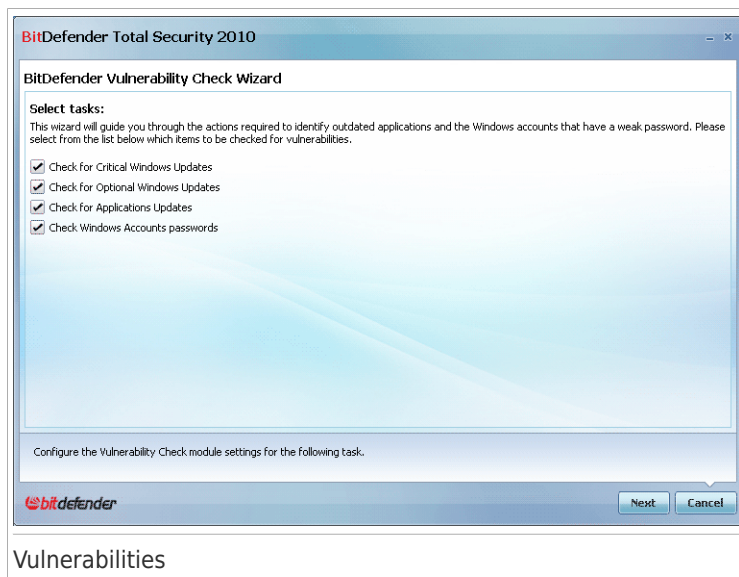 BitDefender Total Security 2010
BitDefender Vulnerability Check Wizard
Select tasks:
This wizard will guide you through the actions required to identify outdated applications and the Windows accounts that have a weak password. Please
select from the list below which items to be checked for vulnerabilities.
Check for Critical Windows Updates
Check for Optional Windows Updates
Check for Applications Updates
Check Windows Accounts passwords
Configure the Vulnerability Check module settings for the following task.
bitdefender
Next Cancel
Vulnerabilities